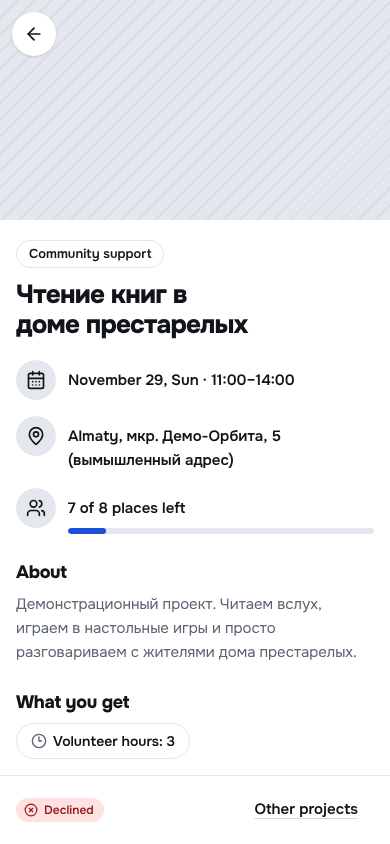 Community support
Чтение книг в
доме престарелых
November 29, Sun · 11:00–14:00
Almaty, мкр. Демо-Орбита, 5
(вымышленный адрес)
7 of 8 places left
About
Демонстрационный проект. Читаем вслух,
играем в настольные игры и просто
разговариваем с жителями дома престарелых.
What you get
Volunteer hours: 3
Declined
Other projects